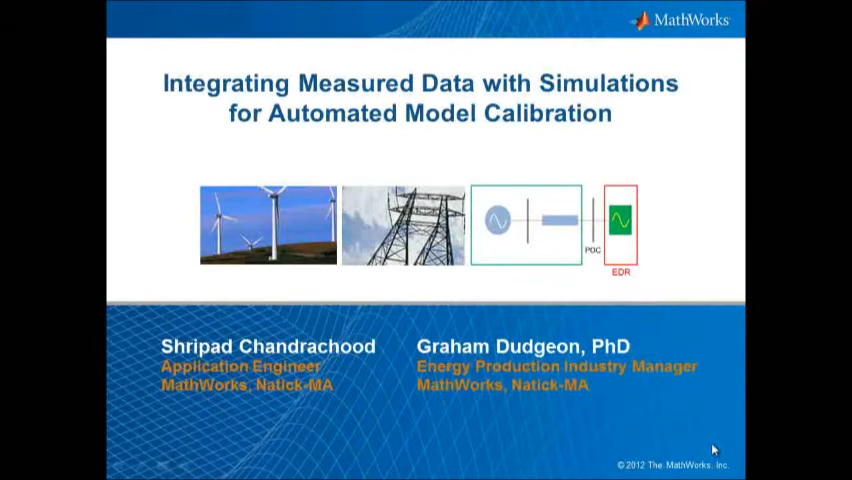 MathWorks
Integrating Measured Data with Simulations
for Automated Model Calibration
POC
EDR
Shripad Chandrachood
Application Engineer
MathWorks, Natick-MA
Graham Dudgeon, PhD
Energy Production Industry Manager
MathWorks, Natick-MA
© 2012 The MathWorks, Inc.